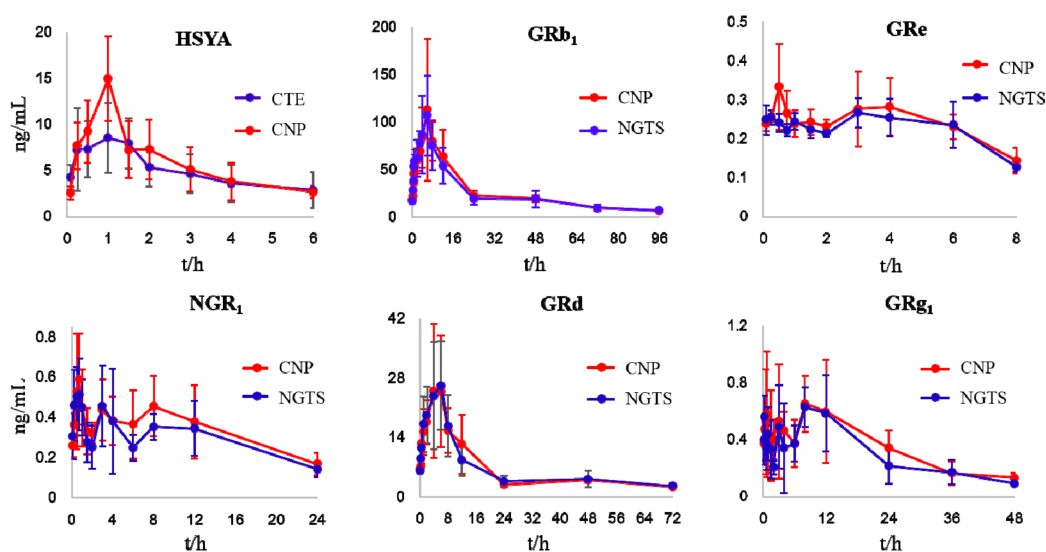 HSYA
ng/mL
20
15
10
5
0
0 1 2 3 4 5 6
t/h
CTE
CNP
GRb1
200
150
100
50
0
0 16 32 48 64 80 96
t/h
CNP
NGTS
GRe
0.5
0.4
0.3
0.2
0.1
0
0 2 4 6 8
t/h
CNP
NGTS
NGR1
ng/mL
0.8
0.6
0.4
0.2
0
0 4 8 12 16 20 24
t/h
CNP
NGTS
GRd
42
28
14
0
0 8 16 24 32 40 48 56 64 72
t/h
CNP
NGTS
GRg1
1.2
0.8
0.4
0
0 12 24 36 48
t/h
CNP
NGTS